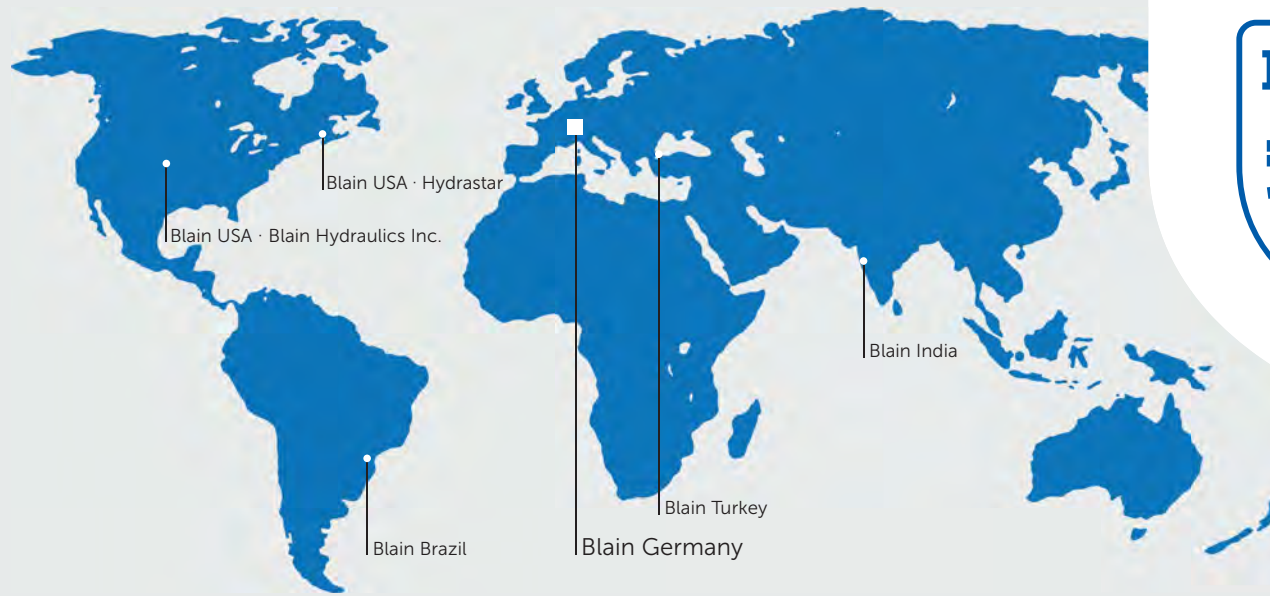 Blain USA · Hydrastar
Blain USA · Blain Hydraulics Inc.
Blain India
Blain Turkey
Blain Brazil
Blain Germany